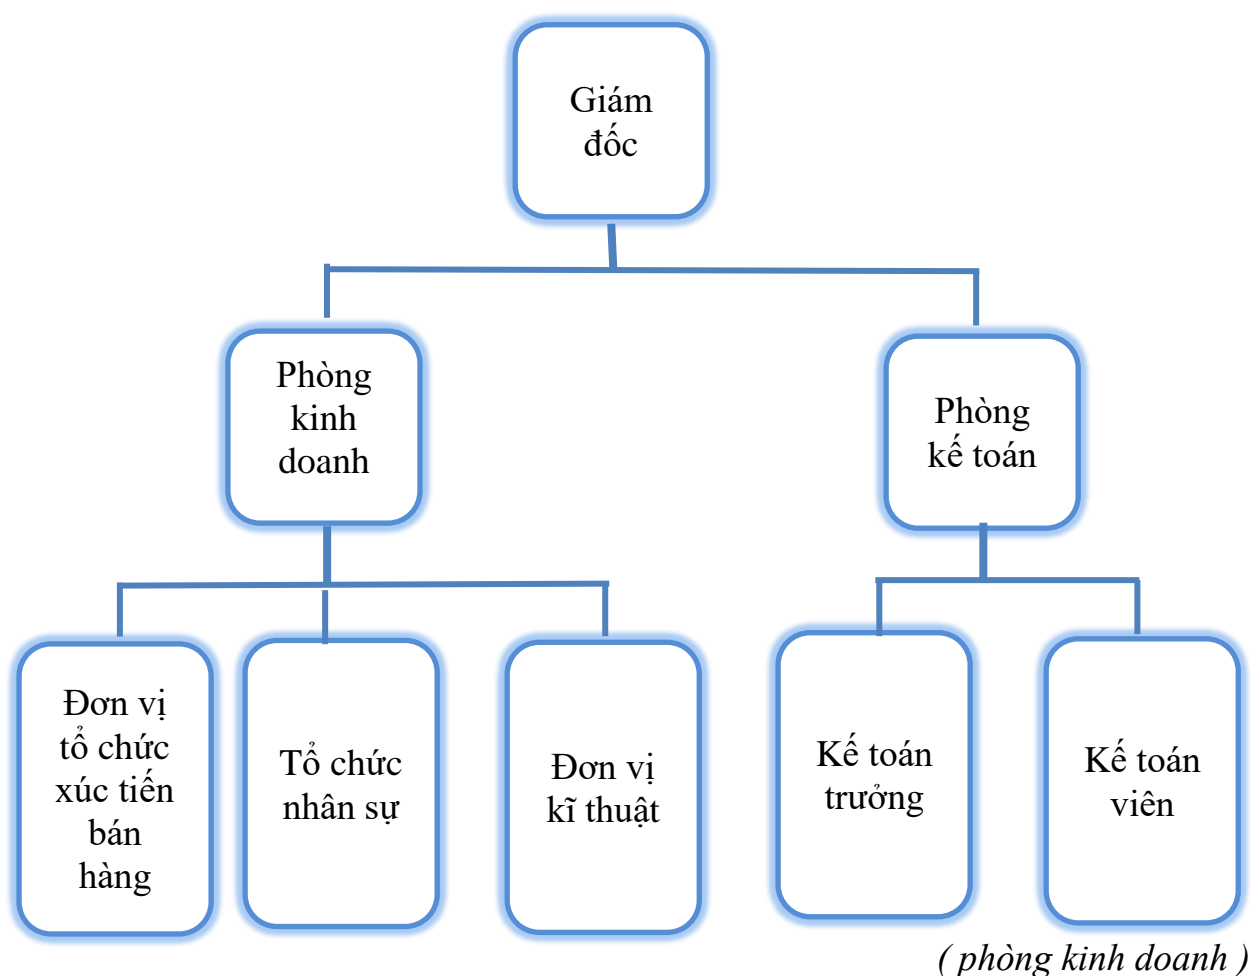 Giám
đốc
Phòng
kinh
doanh
Phòng
kế toán
Đơn vị
tổ chức
xúc tiến
bán
hàng
Tổ chức
nhân sự
Đơn vị
kĩ thuật
Kế toán
trưởng
Kế toán
viên
( phòng kinh doanh )